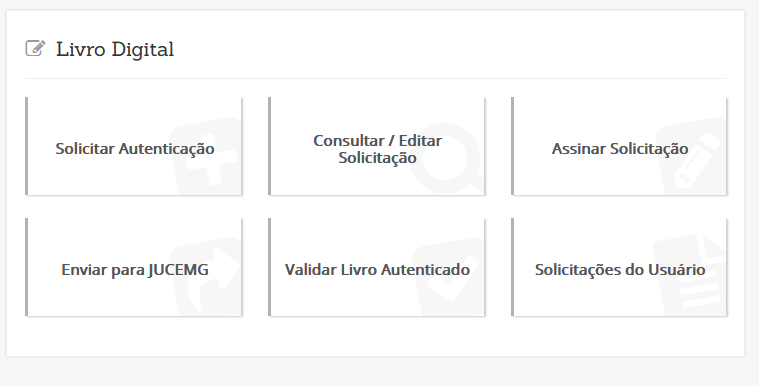 Livro Digital
Solicitar Autenticação
Consultar / Editar
Solicitação
Assinar Solicitação
Enviar para JUCEMG
Validar Livro Autenticado
Solicitações do Usuário